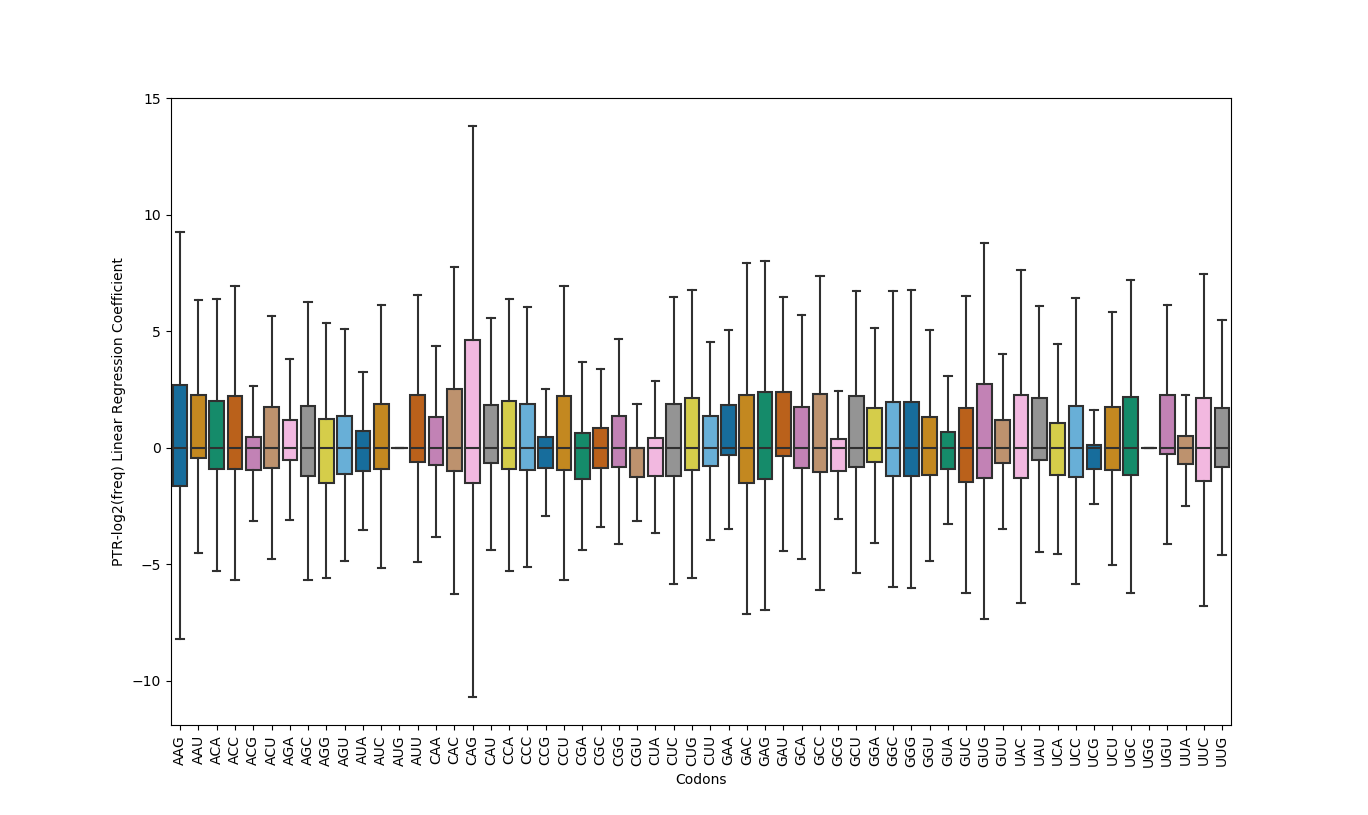 15
10
5
0
−5
−10
PTR-log2(freq) Linear Regression Coefficient
AAG AAU ACA ACC ACG ACU AGA AGC AGG AGU AUA AUC AUG AUU CAA CAC CAG CAU CCA CCC CCG CCU CGA CGC CGG CGU CUA CUC CUG CUU GAA GAC GAG GAU GCA GCC GCG GCU GGA GGC GGG GGU GUA GUC GUG GUU UAC UAU UCA UCC UCG UCU UGC UGG UGU UUA UUC UUG
Codons